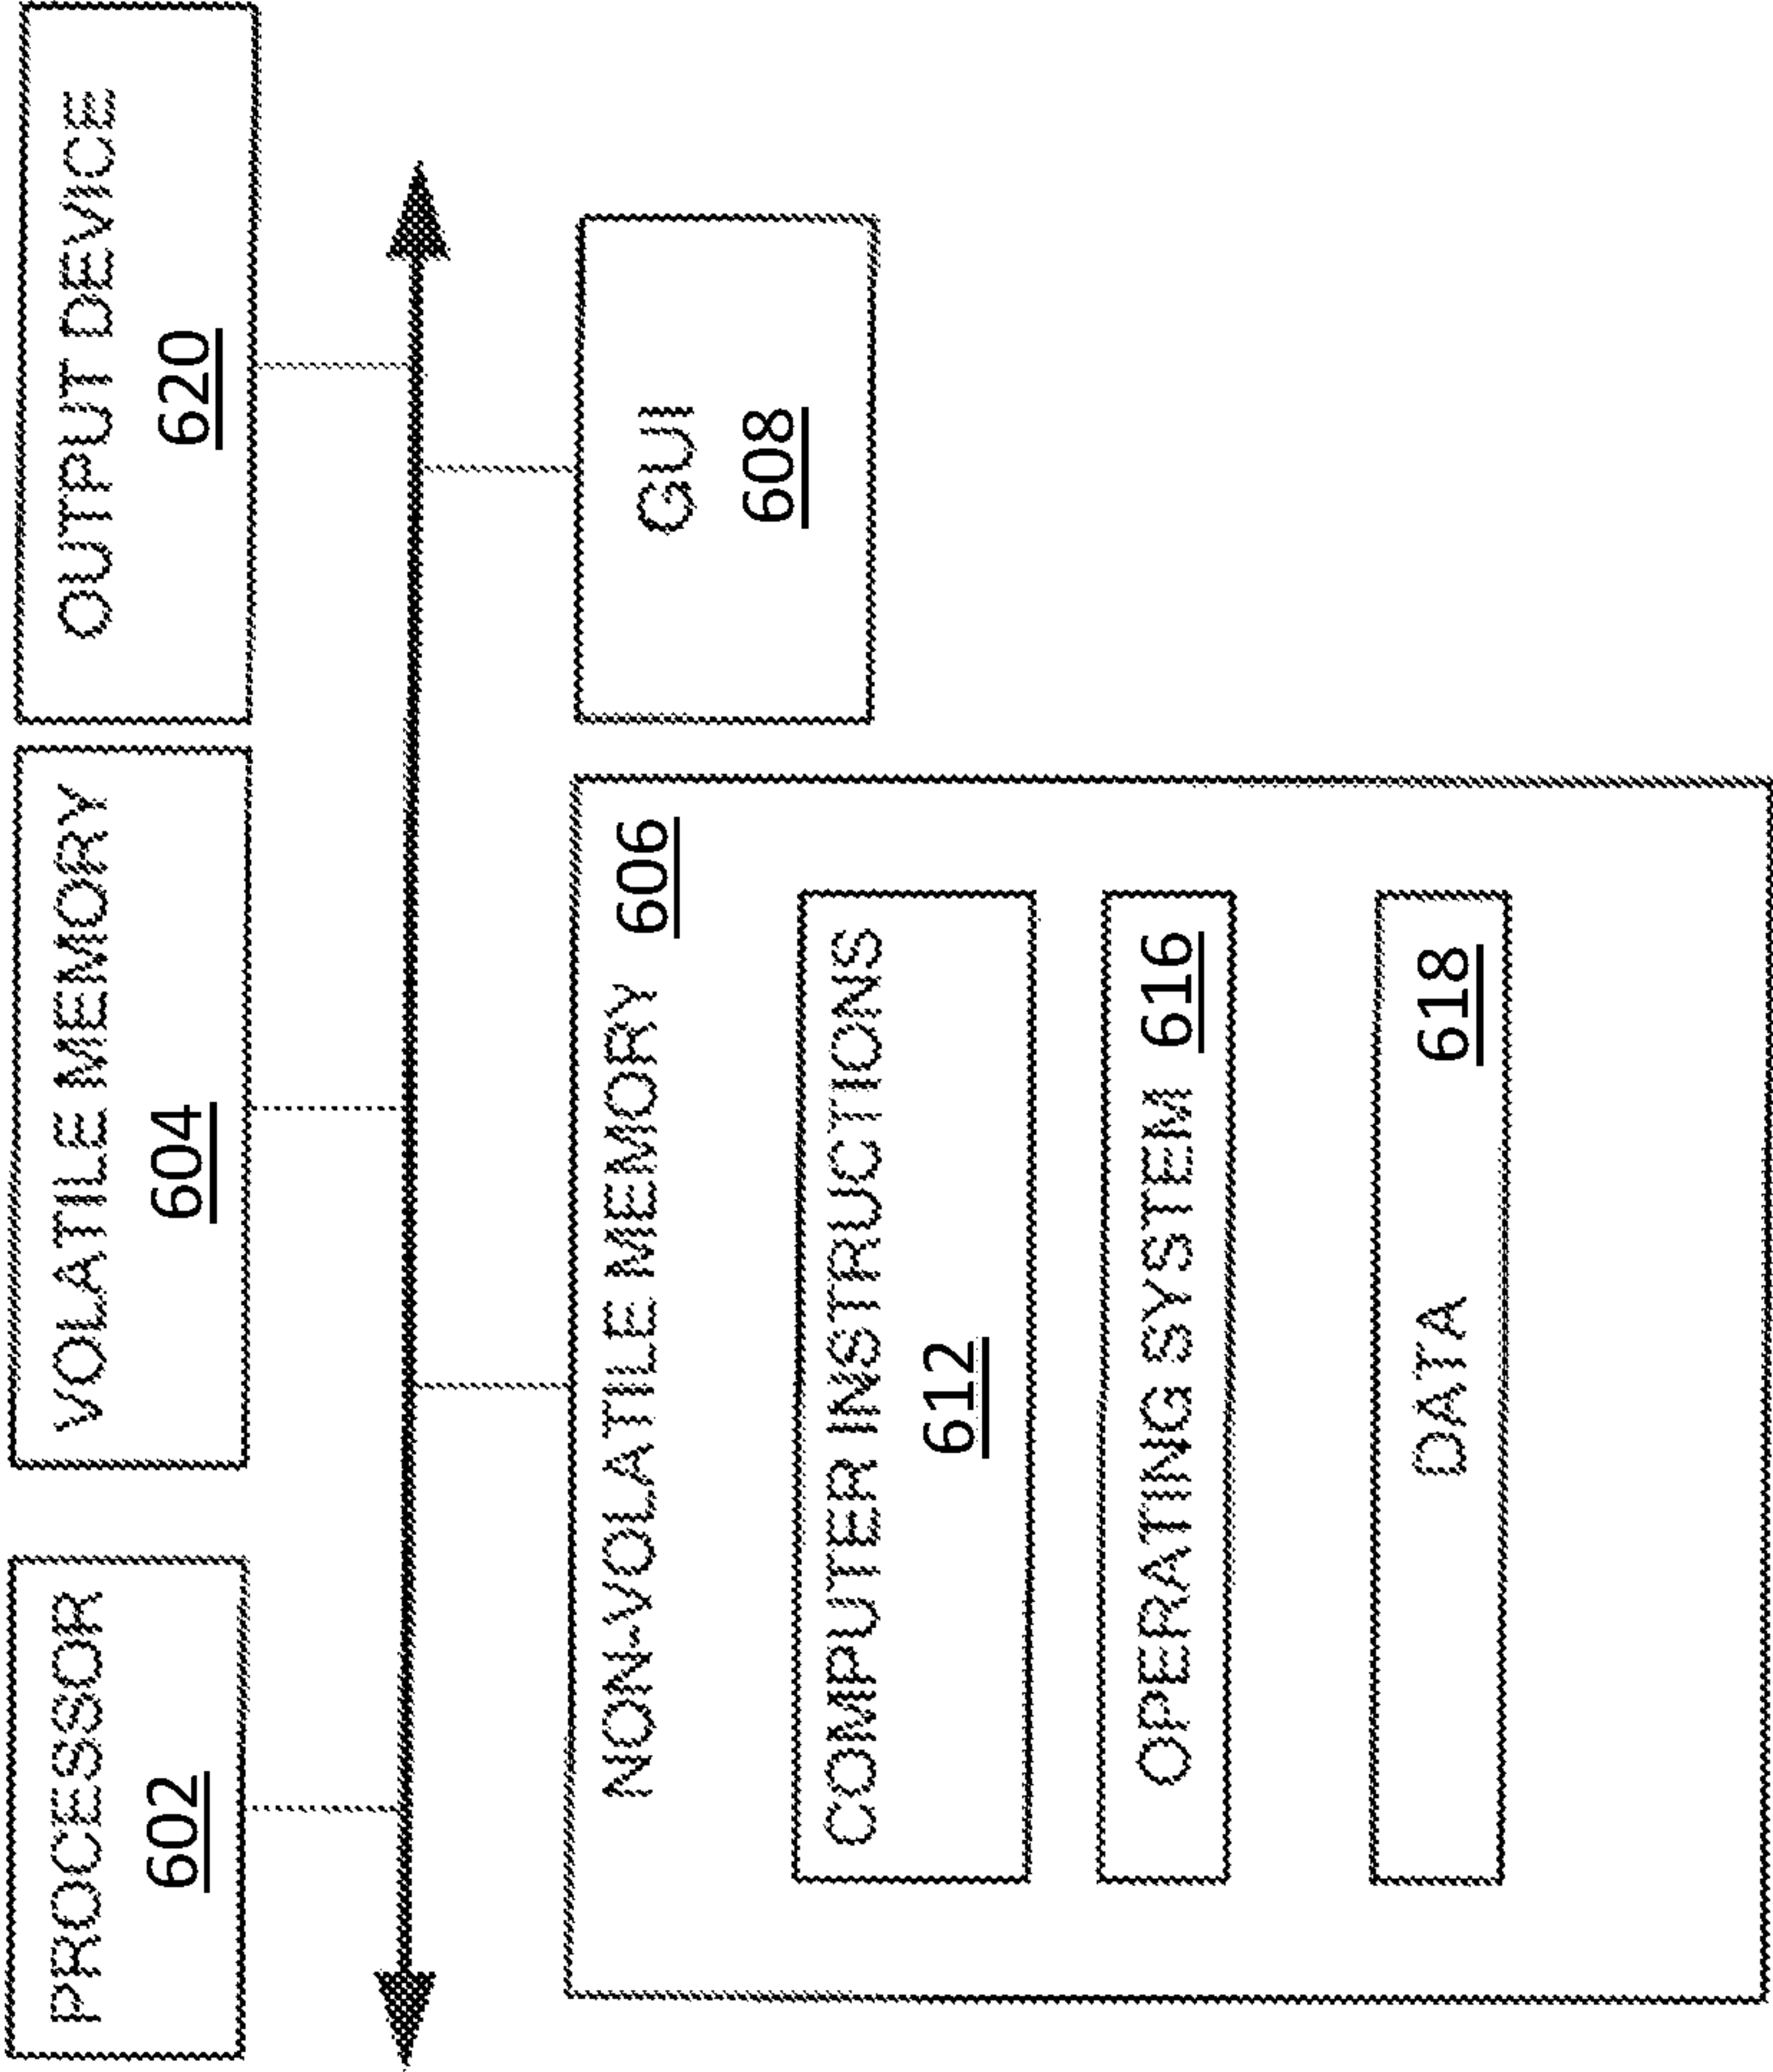 PROCESSOR
602
VOLATILE MEMORY
604
OUTPUT DEVICE
620
NON-VOLATILE MEMORY 606
COMPUTER INSTRUCTIONS
612
OPERATING SYSTEM 616
DATA 618
GUI
608